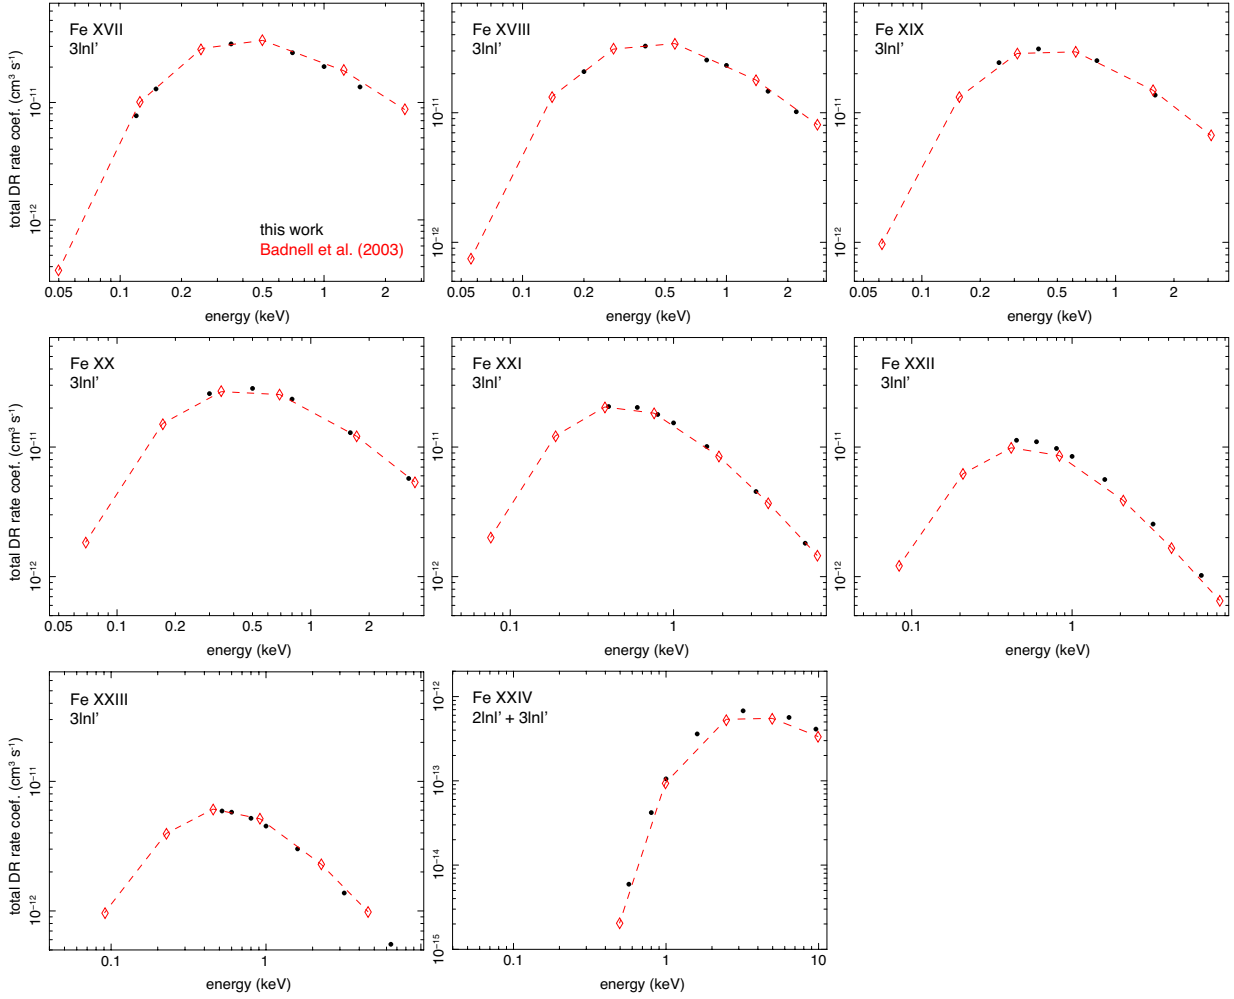 Fe XVII
3lnl’
total DR rate coef. (cm³ s⁻¹)
10⁻¹¹
10⁻¹²
this work
Badnell et al. (2003)
0.05 0.1 0.2 0.5 1 2
energy (keV)
Fe XVIII
3lnl’
10⁻¹¹
10⁻¹²
0.05 0.1 0.2 0.5 1 2
energy (keV)
Fe XIX
3lnl’
10⁻¹¹
10⁻¹²
0.05 0.1 0.2 0.5 1 2
energy (keV)
Fe XX
3lnl’
total DR rate coef. (cm³ s⁻¹)
10⁻¹¹
10⁻¹²
0.05 0.1 0.2 0.5 1 2
energy (keV)
Fe XXI
3lnl’
10⁻¹¹
10⁻¹²
0.1 1
energy (keV)
Fe XXII
3lnl’
10⁻¹¹
10⁻¹²
0.1 1
energy (keV)
Fe XXIII
3lnl’
total DR rate coef. (cm³ s⁻¹)
10⁻¹¹
10⁻¹²
0.1 1
energy (keV)
Fe XXIV
2lnl’ + 3lnl’
10⁻¹²
10⁻¹³
10⁻¹⁴
10⁻¹⁵
0.1 1 10
energy (keV)